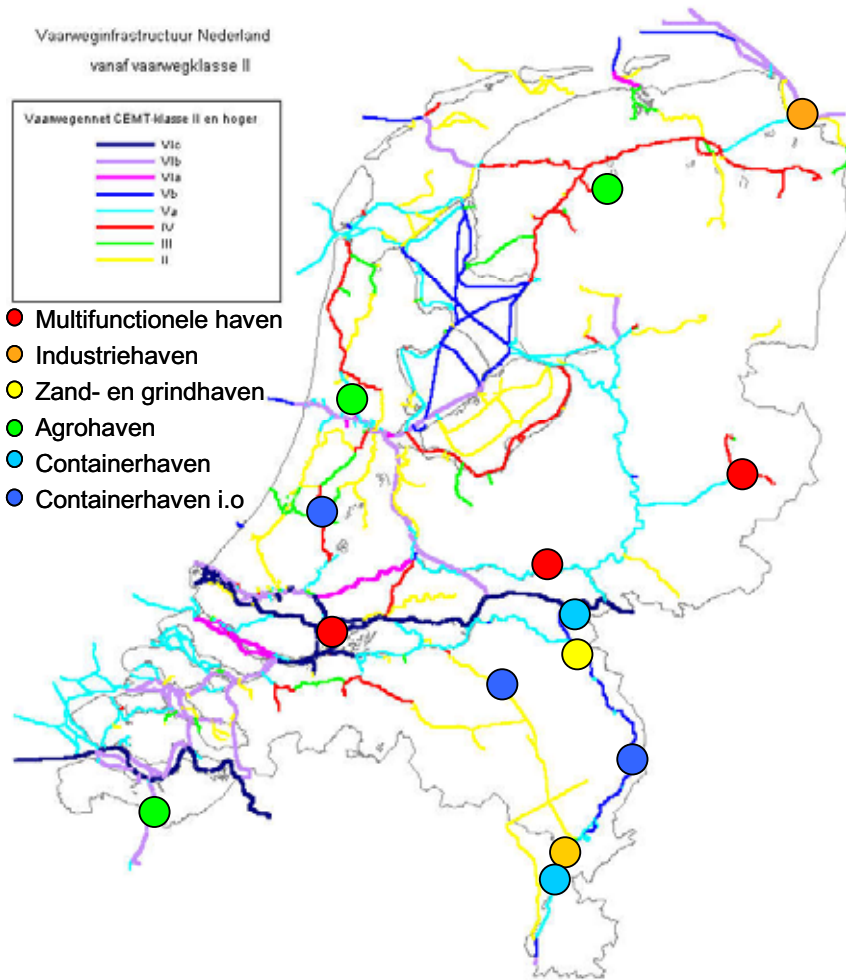 Vaarweginfrastructuur Nederland
vanaf vaarwegklasse II
Vaarwegennet CEMT-klasse II en hoger
VIc
VIb
VIa
Vb
Va
IV
III
II
Multifunctionele haven
Industriehaven
Zand- en grindhaven
Agrohaven
Containerhaven
Containerhaven i.o